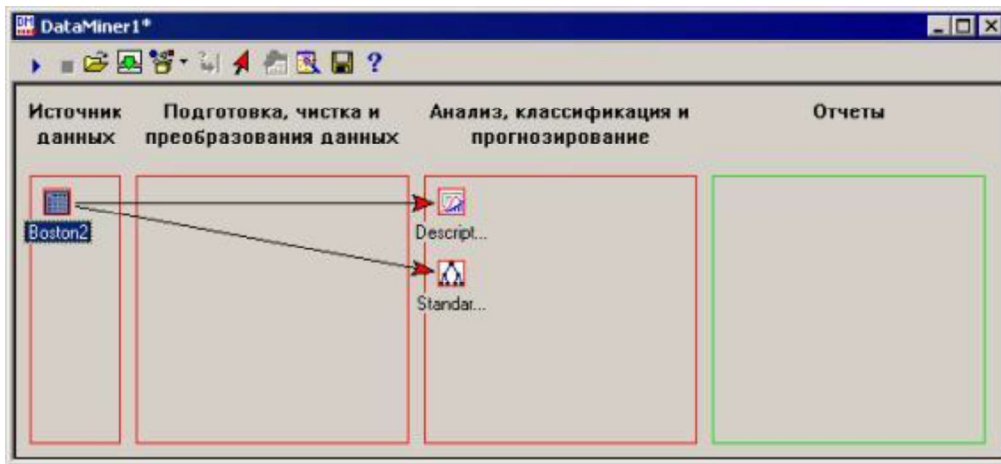 DataMiner1*
Источник данных
Подготовка, чистка и преобразования данных
Анализ, классификация и прогнозирование
Отчеты
Boston2
Descript...
Standar...